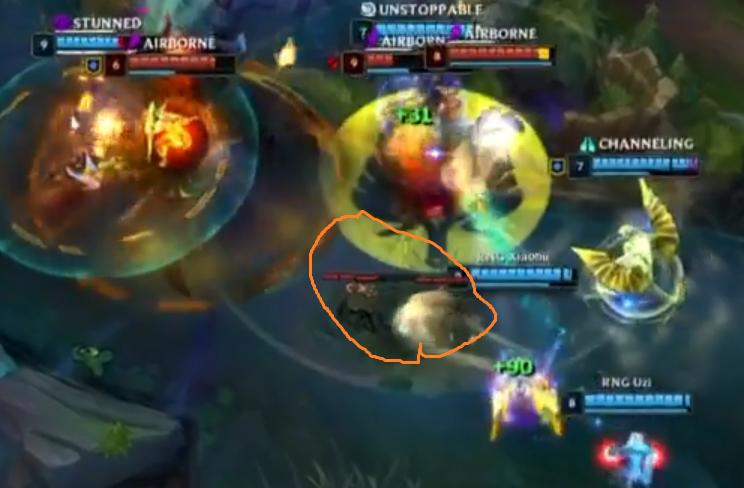 UNSTOPPABLE
STUNNED
7
9
AIRBORNE
AIRBORNE
AIRBORNE
6
9
8
+31
CHANNELING
7
RNG Xiaohu
+90
RNG Uzi
8